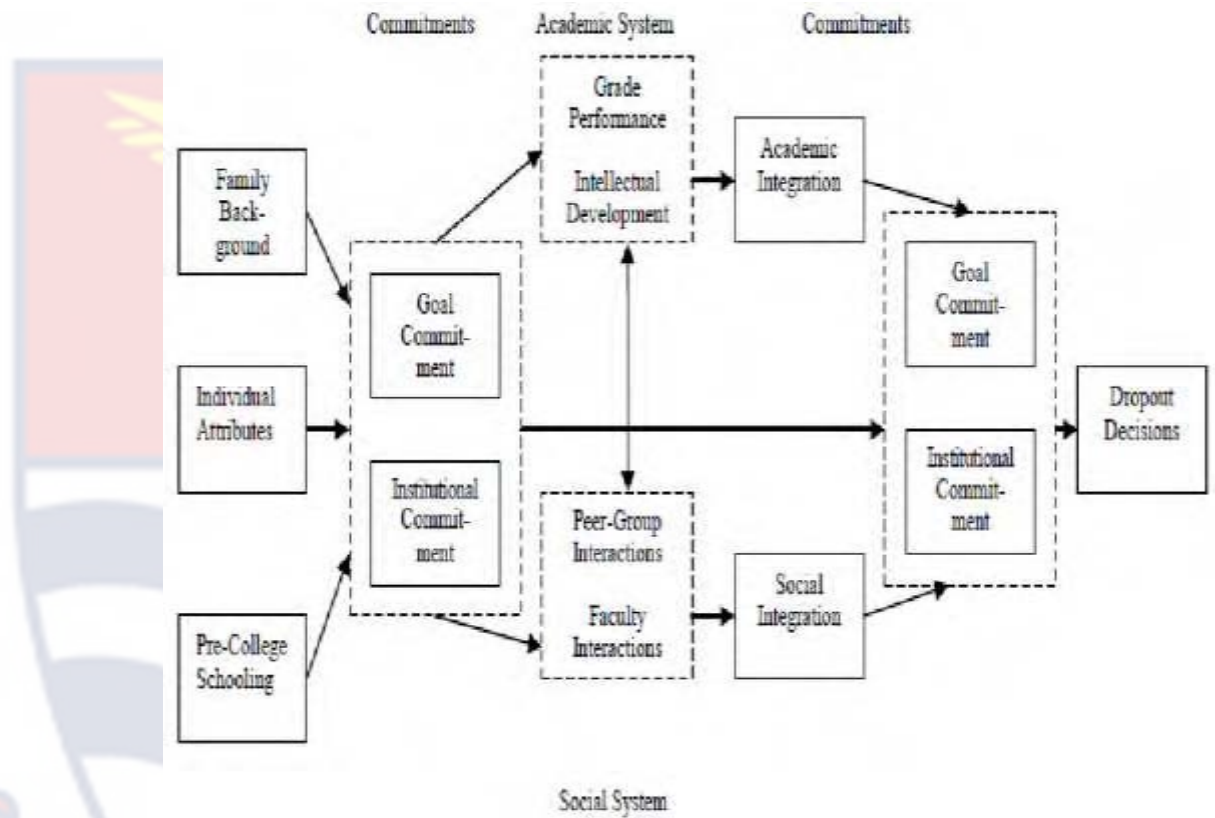 Commitments
Academic System
Commitments
Grade
Performance
Intellectual
Development
Academic
Integration
Family
Back-
ground
Goal
Commit-
ment
Goal
Commit-
ment
Individual
Attributes
Dropout
Decisions
Institutional
Commit-
ment
Institutional
Commit-
ment
Peer-Group
Interactions
Faculty
Interactions
Social
Integration
Pre-College
Schooling
Social System